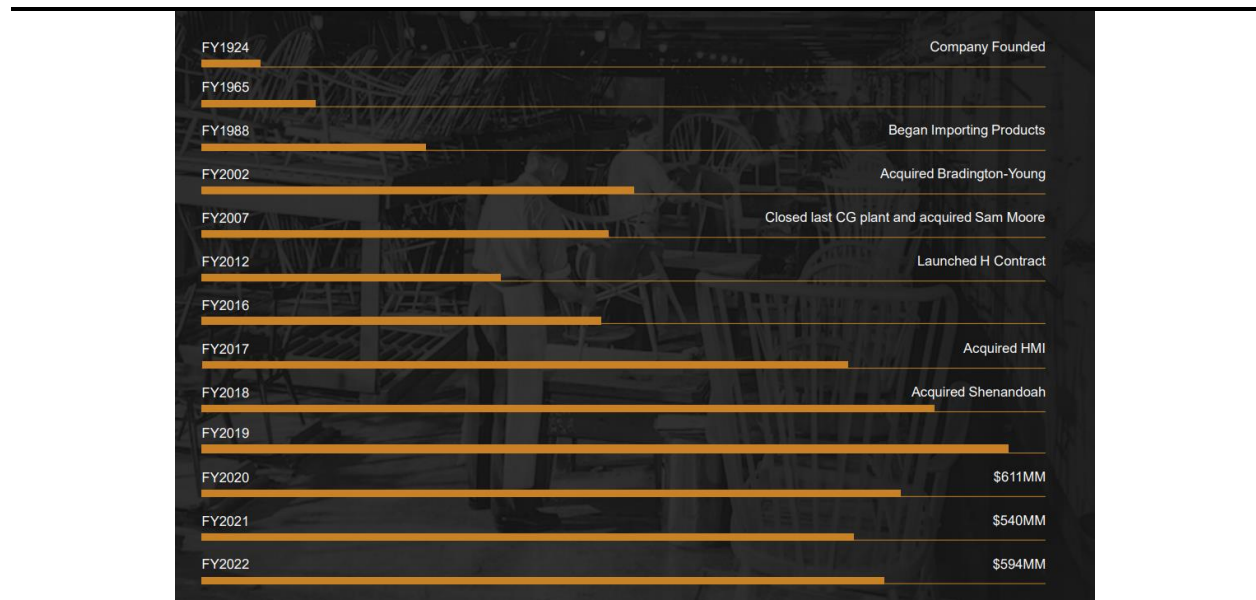 FY1924 Company Founded
FY1965
FY1988 Began Importing Products
FY2002 Acquired Bradington-Young
FY2007 Closed last CG plant and acquired Sam Moore
FY2012 Launched H Contract
FY2016
FY2017 Acquired HMI
FY2018 Acquired Shenandoah
FY2019
FY2020 $611MM
FY2021 $540MM
FY2022 $594MM